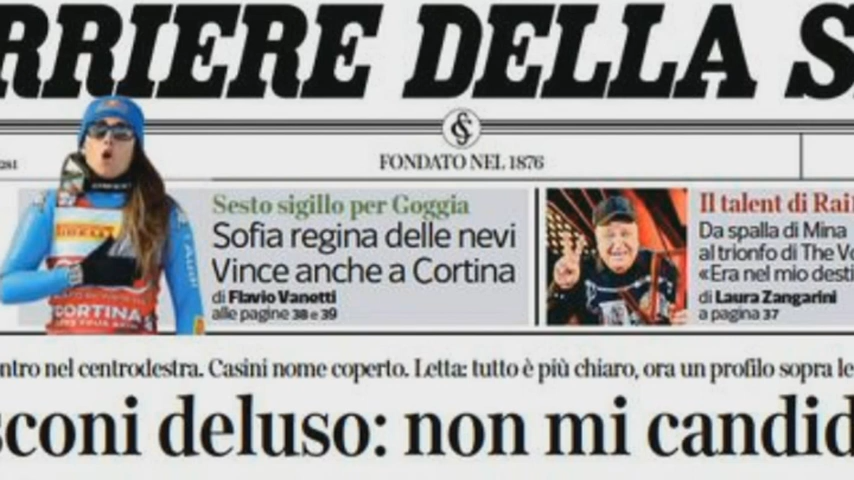 RRIERE DELLA S
281
FONDATO NEL 1876
Sesto sigillo per Goggia
Sofia regina delle nevi
Vince anche a Cortina
di Flavio Vanetti
alle pagine 38 e 39
Il talent di Rai
Da spalla di Mina
al trionfo di The Vo
«Era nel mio desti
di Laura Zangarini
a pagina 37
PIRELLI
Audi
CORTINA
ntro nel centrodestra. Casini nome coperto. Letta: tutto è più chiaro, ora un profilo sopra le
sconi deluso: non mi candid